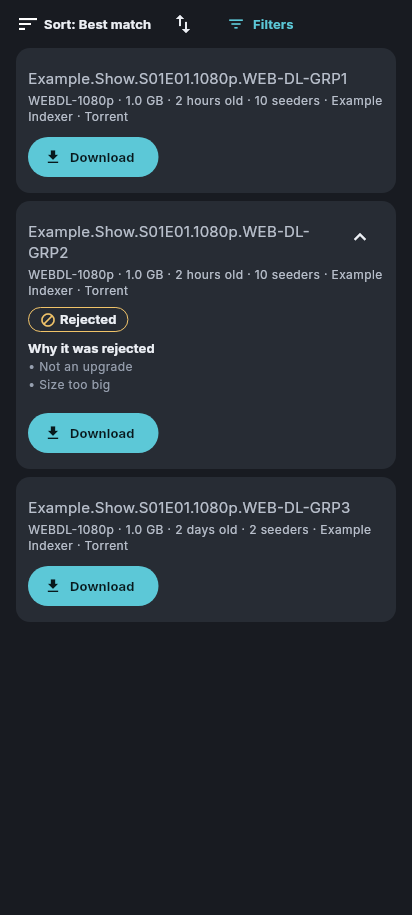 Sort: Best match
Filters
Example.Show.S01E01.1080p.WEB-DL-GRP1
WEBDL-1080p · 1.0 GB · 2 hours old · 10 seeders · Example
Indexer · Torrent
Download
Example.Show.S01E01.1080p.WEB-DL-
GRP2
WEBDL-1080p · 1.0 GB · 2 hours old · 10 seeders · Example
Indexer · Torrent
Rejected
Why it was rejected
• Not an upgrade
• Size too big
Download
Example.Show.S01E01.1080p.WEB-DL-GRP3
WEBDL-1080p · 1.0 GB · 2 days old · 2 seeders · Example
Indexer · Torrent
Download